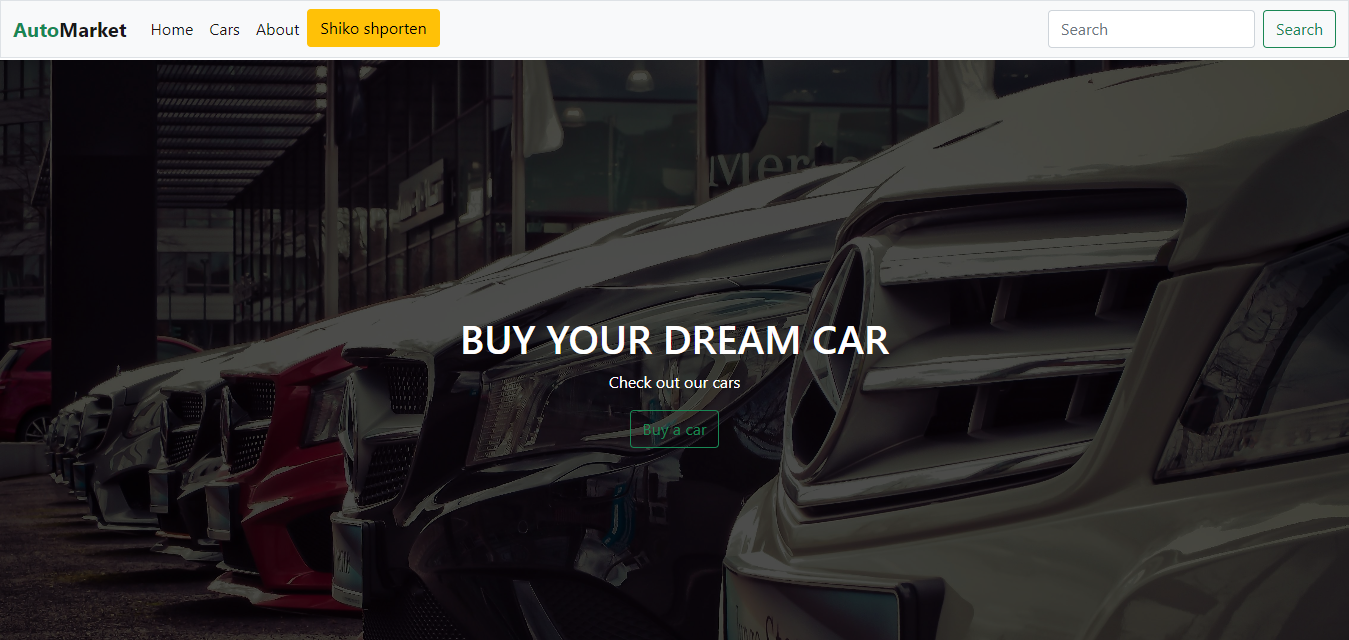 AutoMarket Home Cars About Shiko shporten Search Search
BUY YOUR DREAM CAR
Check out our cars
Buy a car